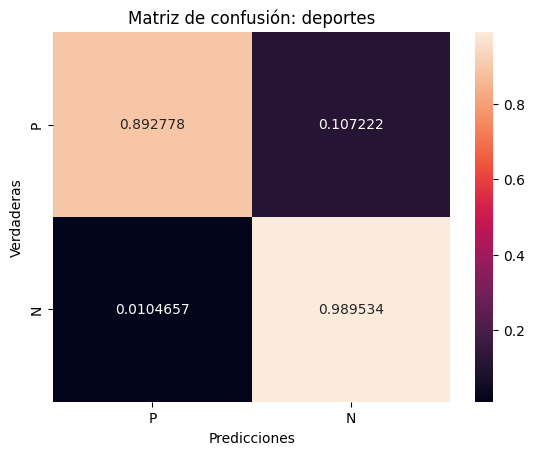 Matriz de confusión: deportes
P
0.892778
0.107222
0.8
0.6
Verdaderas
0.4
N
0.0104657
0.989534
0.2
P
N
Predicciones